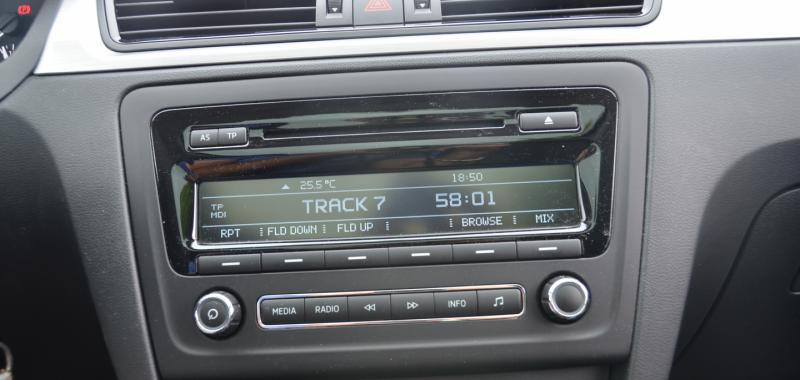 AS TP
25.5°C 18:50
TP TRACK 7 58:01
MDI
RPT FLD DOWN FLD UP BROWSE MIX
MEDIA RADIO INFO